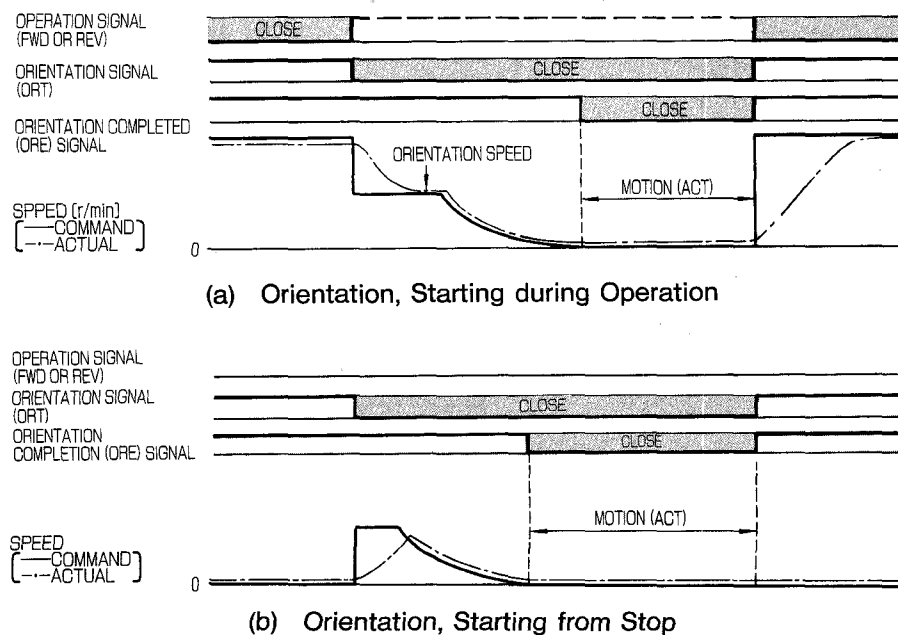 OPERATION SIGNAL
(FWD OR REV)
CLOSE
ORIENTATION SIGNAL
(ORT)
CLOSE
CLOSE
ORIENTATION COMPLETED
(ORE) SIGNAL
ORIENTATION SPEED
MOTION (ACT)
SPPED (r/min)
COMMAND
ACTUAL
0
(a) Orientation, Starting during Operation
OPERATION SIGNAL
(FWD OR REV)
ORIENTATION SIGNAL
(ORT)
CLOSE
ORIENTATION
COMPLETION (ORE) SIGNAL
CLOSE
MOTION (ACT)
SPEED
COMMAND
ACTUAL
0
(b) Orientation, Starting from Stop